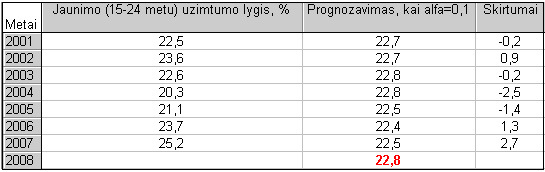 Metai Jaunimo (15-24 metu) uzimtumo lygis, % Prognozavimas, kai alfa=0,1 Skirtumai
2001 22,5 22,7 -0,2
2002 23,6 22,7 0,9
2003 22,6 22,8 -0,2
2004 20,3 22,8 -2,5
2005 21,1 22,5 -1,4
2006 23,7 22,4 1,3
2007 25,2 22,5 2,7
2008 22,8